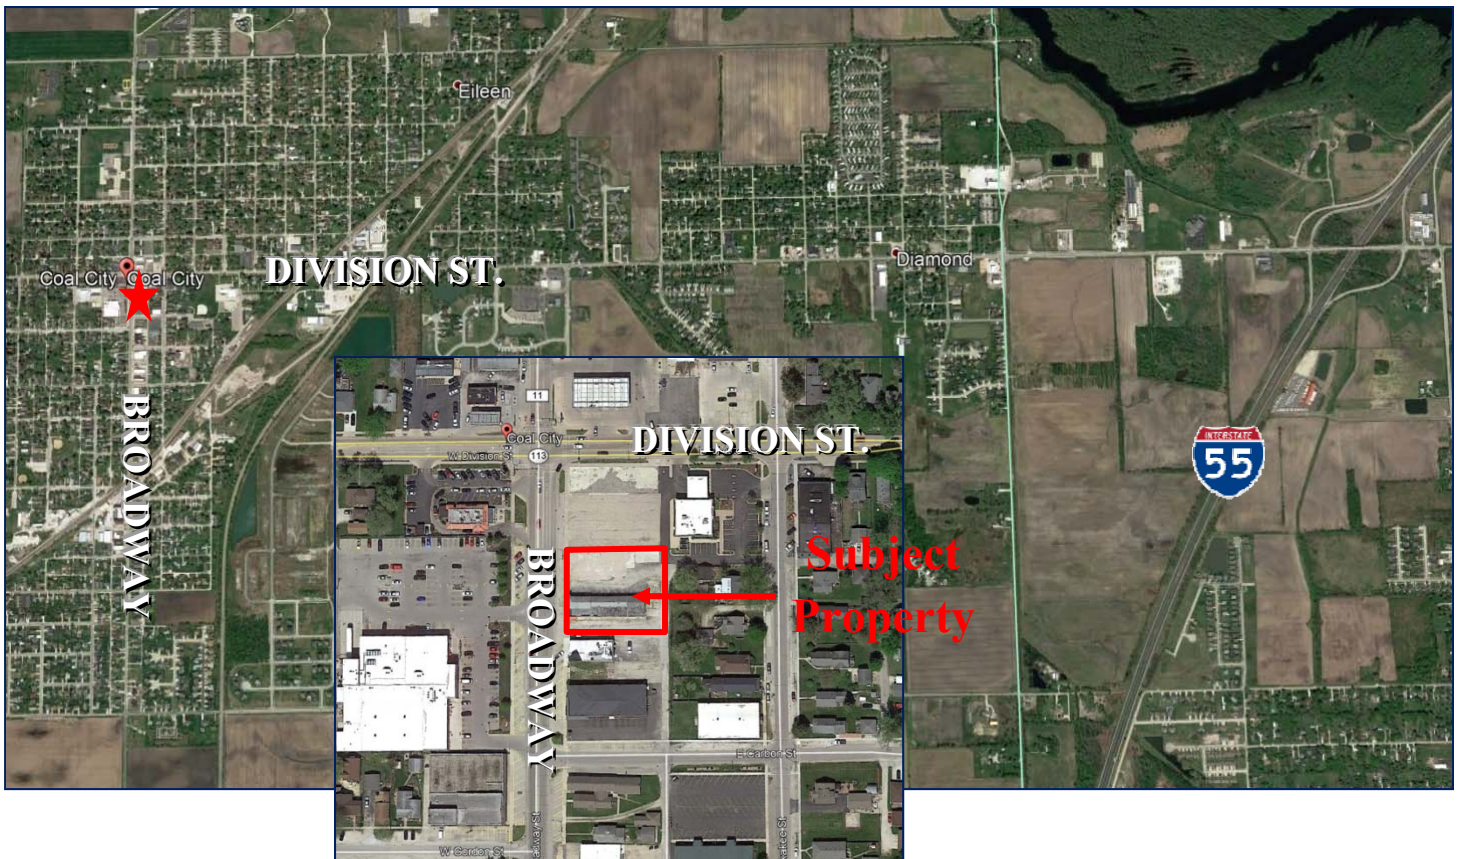 Eileen
Diamond
Coal City Coal City
DIVISION ST.
BROADWAY
INTERSTATE
55
11
Coal City
DIVISION ST.
W Division St
113
BROADWAY
Subject
Property
E Carbon St
W Gordon St